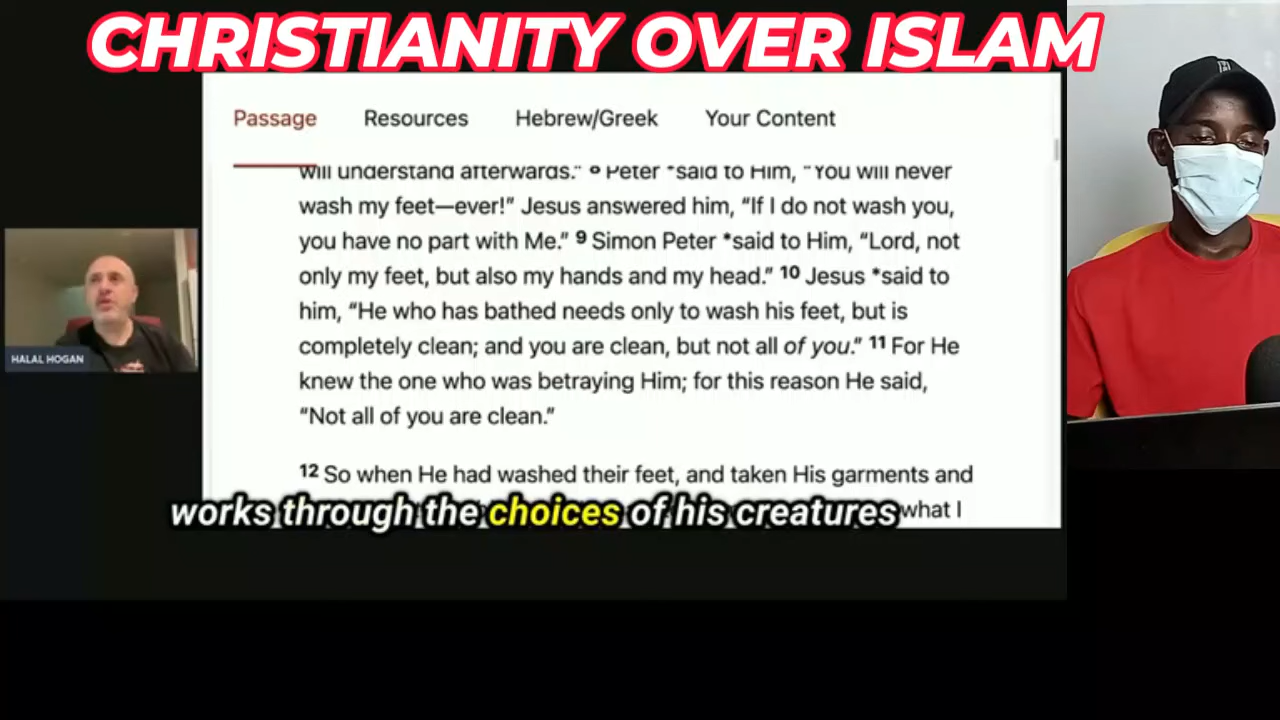 CHRISTIANITY OVER ISLAM
Passage Resources Hebrew/Greek Your Content
will understand afterwards.” 8 Peter *said to Him, “You will never
wash my feet—ever!” Jesus answered him, “If I do not wash you,
you have no part with Me.” 9 Simon Peter *said to Him, “Lord, not
only my feet, but also my hands and my head.” 10 Jesus *said to
him, “He who has bathed needs only to wash his feet, but is
completely clean; and you are clean, but not all of you.” 11 For He
knew the one who was betraying Him; for this reason He said,
“Not all of you are clean.”
12 So when He had washed their feet, and taken His garments and
what I
works through the choices of his creatures
HALAL HOGAN